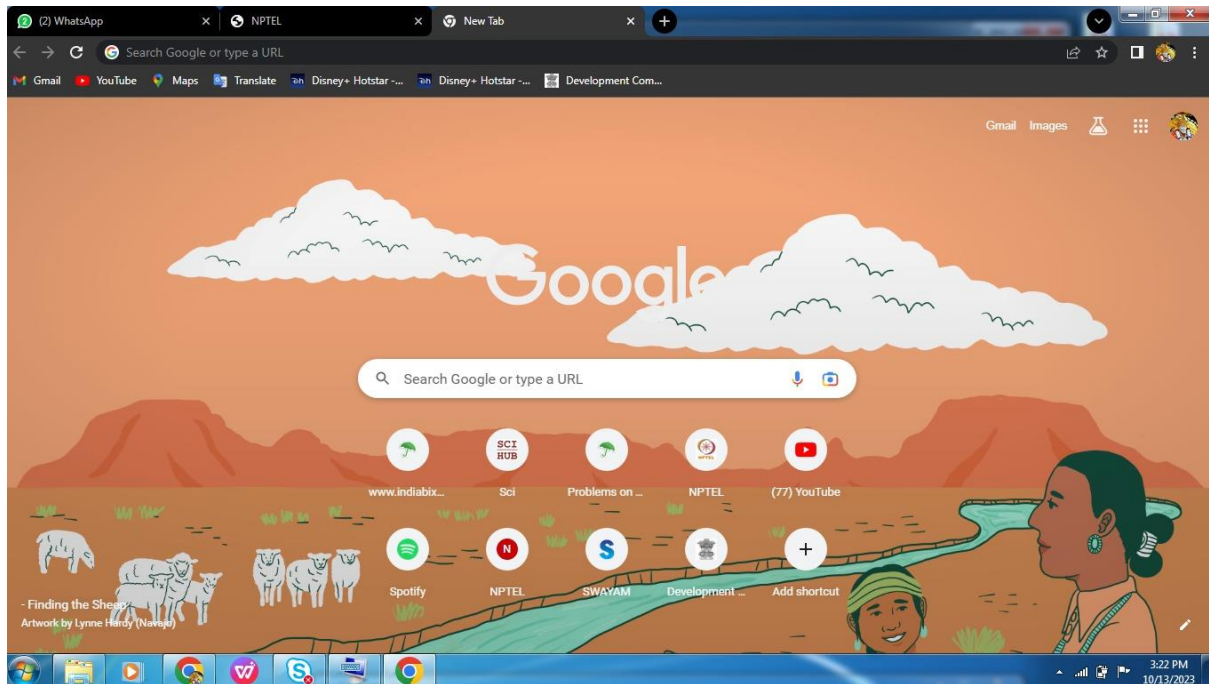 (2) WhatsApp
NPTEL
New Tab
Search Google or type a URL
Gmail
YouTube
Maps
Translate
Disney+ Hotstar -...
Disney+ Hotstar -...
Development Com...
Gmail Images
Google
Search Google or type a URL
SCI
HUB
NPTEL
www.indiabix...
Sci
Problems on ...
NPTEL
(77) YouTube
N
S
Spotify
NPTEL
SWAYAM
Development ...
Add shortcut
- Finding the Sheep
Artwork by Lynne Hardy (Navajo)
3:22 PM
10/13/2023